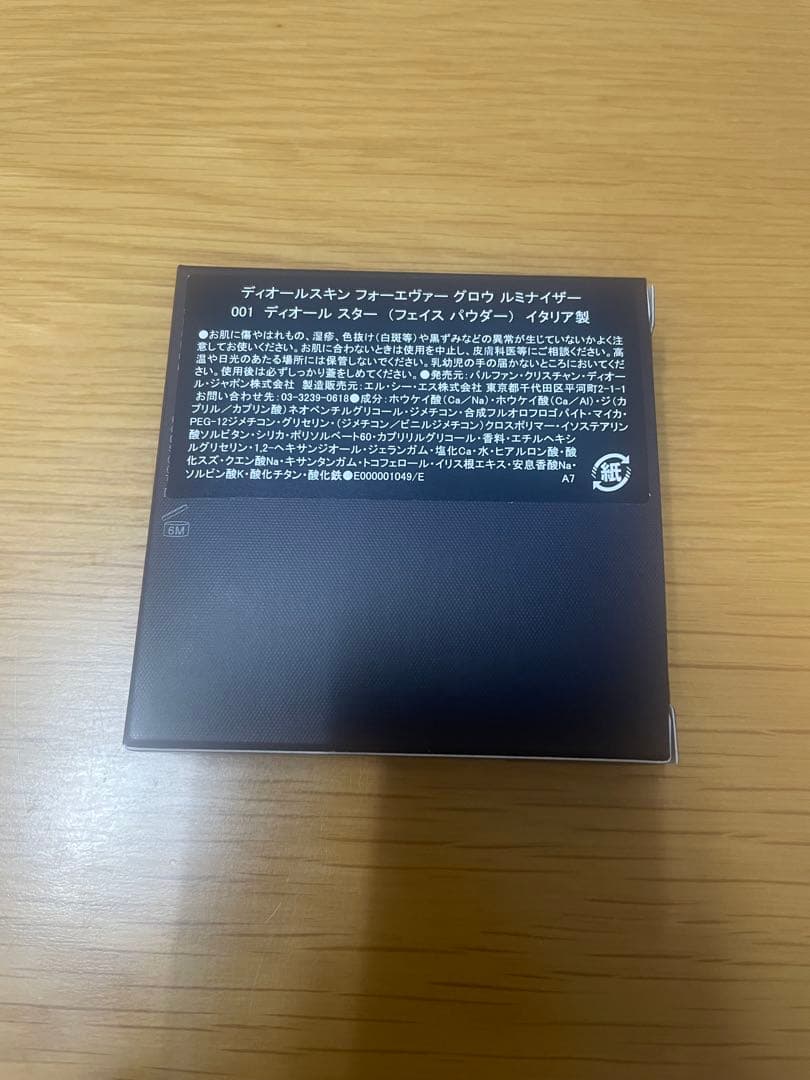 ディオールスキン フォーエヴァー グロウ ルミナイザー
001 ディオール スター (フェイス パウダー) イタリア製
●お肌に傷やはれもの、湿疹、色抜け(白斑等)や黒ずみなどの異常が生じていないかよく注
意してお使いください。お肌に合わないときは使用を中止し、皮膚科医等にご相談ください。高
温や日光のあたる場所には保管しないでください。乳幼児の手の届かないところにおいてくだ
さい。使用後は必ずしっかり蓋をしめてください。●発売元:パルファン・クリスチャン・ディオー
ル・ジャポン株式会社 製造販売元:エル・シー・エス株式会社 東京都千代田区平河町2-1-1
お問い合わせ先:03-3239-0618●成分:ホウケイ酸(Ca/Na)・ホウケイ酸(Ca/Al)・ジ(カ
プリル/カプリン酸)ネオペンチルグリコール・ジメチコン・合成フルオロフロゴパイト・マイカ・
PEG-12ジメチコン・グリセリン・(ジメチコン/ビニルジメチコン)クロスポリマー・イソステアリン
酸ソルビタン・シリカ・ポリソルベート60・カプリリルグリコール・香料・エチルヘキシ
ルグリセリン・1,2-ヘキサンジオール・ジェランガム・塩化Ca・水・ヒアルロン酸・酸
化スズ・クエン酸Na・キサンタンガム・トコフェロール・イリス根エキス・安息香酸Na・
ソルビン酸K・酸化チタン・酸化鉄●E000001049/E
A7
紙
6M